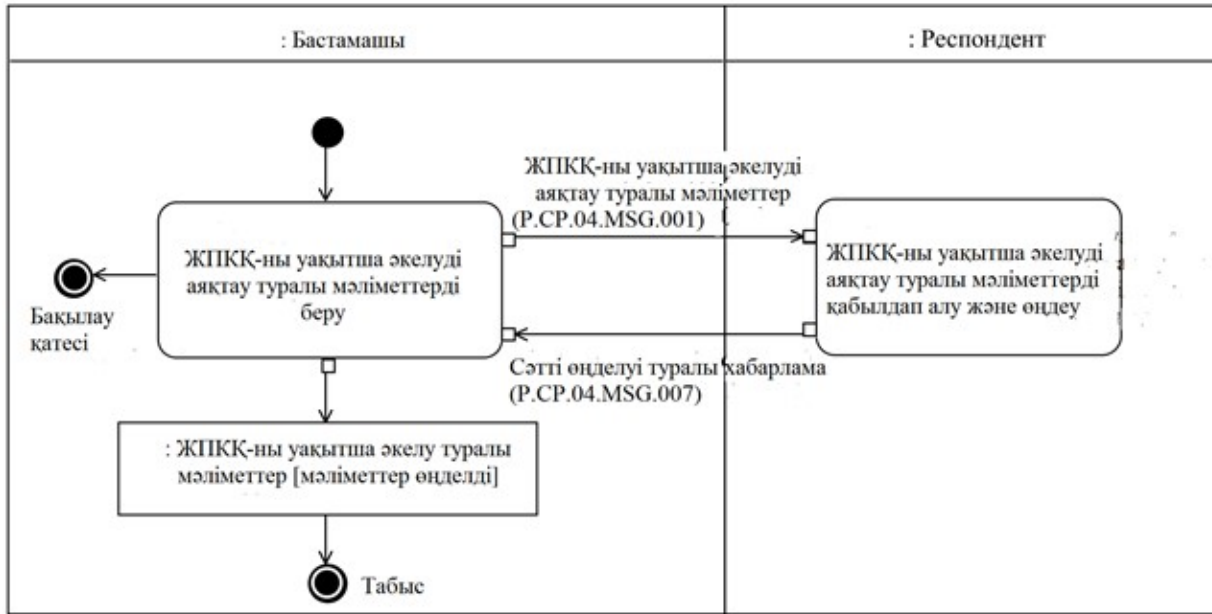 : Бастамашы
: Респондент
ЖПКҚ-ны уақытша әкелуді
аяқтау туралы мәліметтер
(P.CP.04.MSG.001)
ЖПКҚ-ны уақытша әкелуді
аяқтау туралы мәліметтерді
беру
ЖПКҚ-ны уақытша әкелуді
аяқтау туралы мәліметтерді
қабылдап алу және өңдеу
Бақылау
қатесі
Сәтті өңделуі туралы хабарлама
(P.CP.04.MSG.007)
: ЖПКҚ-ны уақытша әкелу туралы
мәліметтер [мәліметтер өңделді]
Табыс